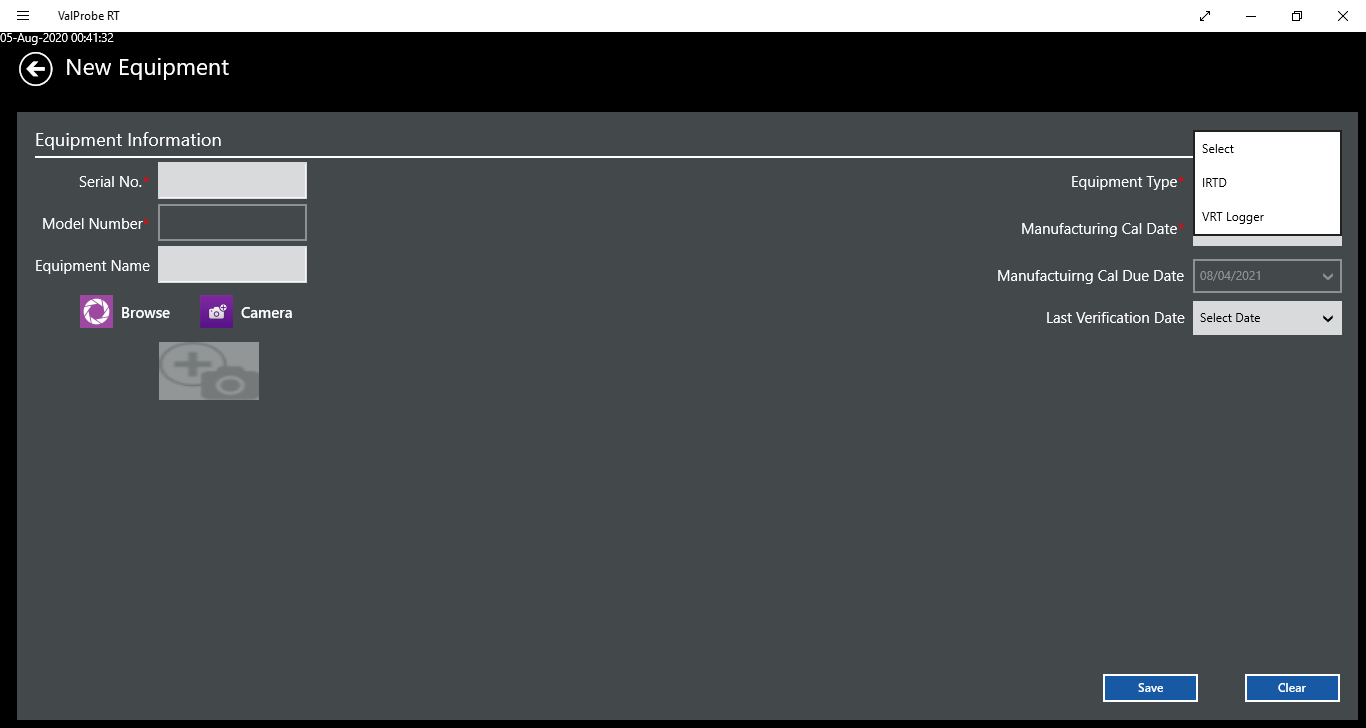 ValProbe RT
05-Aug-2020 00:41:32
New Equipment
Equipment Information
Serial No.*
Model Number*
Equipment Name
Browse
Camera
Equipment Type*
Select
IRTD
VRT Logger
Manufacturing Cal Date*
Manufactuirng Cal Due Date
08/04/2021
Last Verification Date
Select Date
Save
Clear